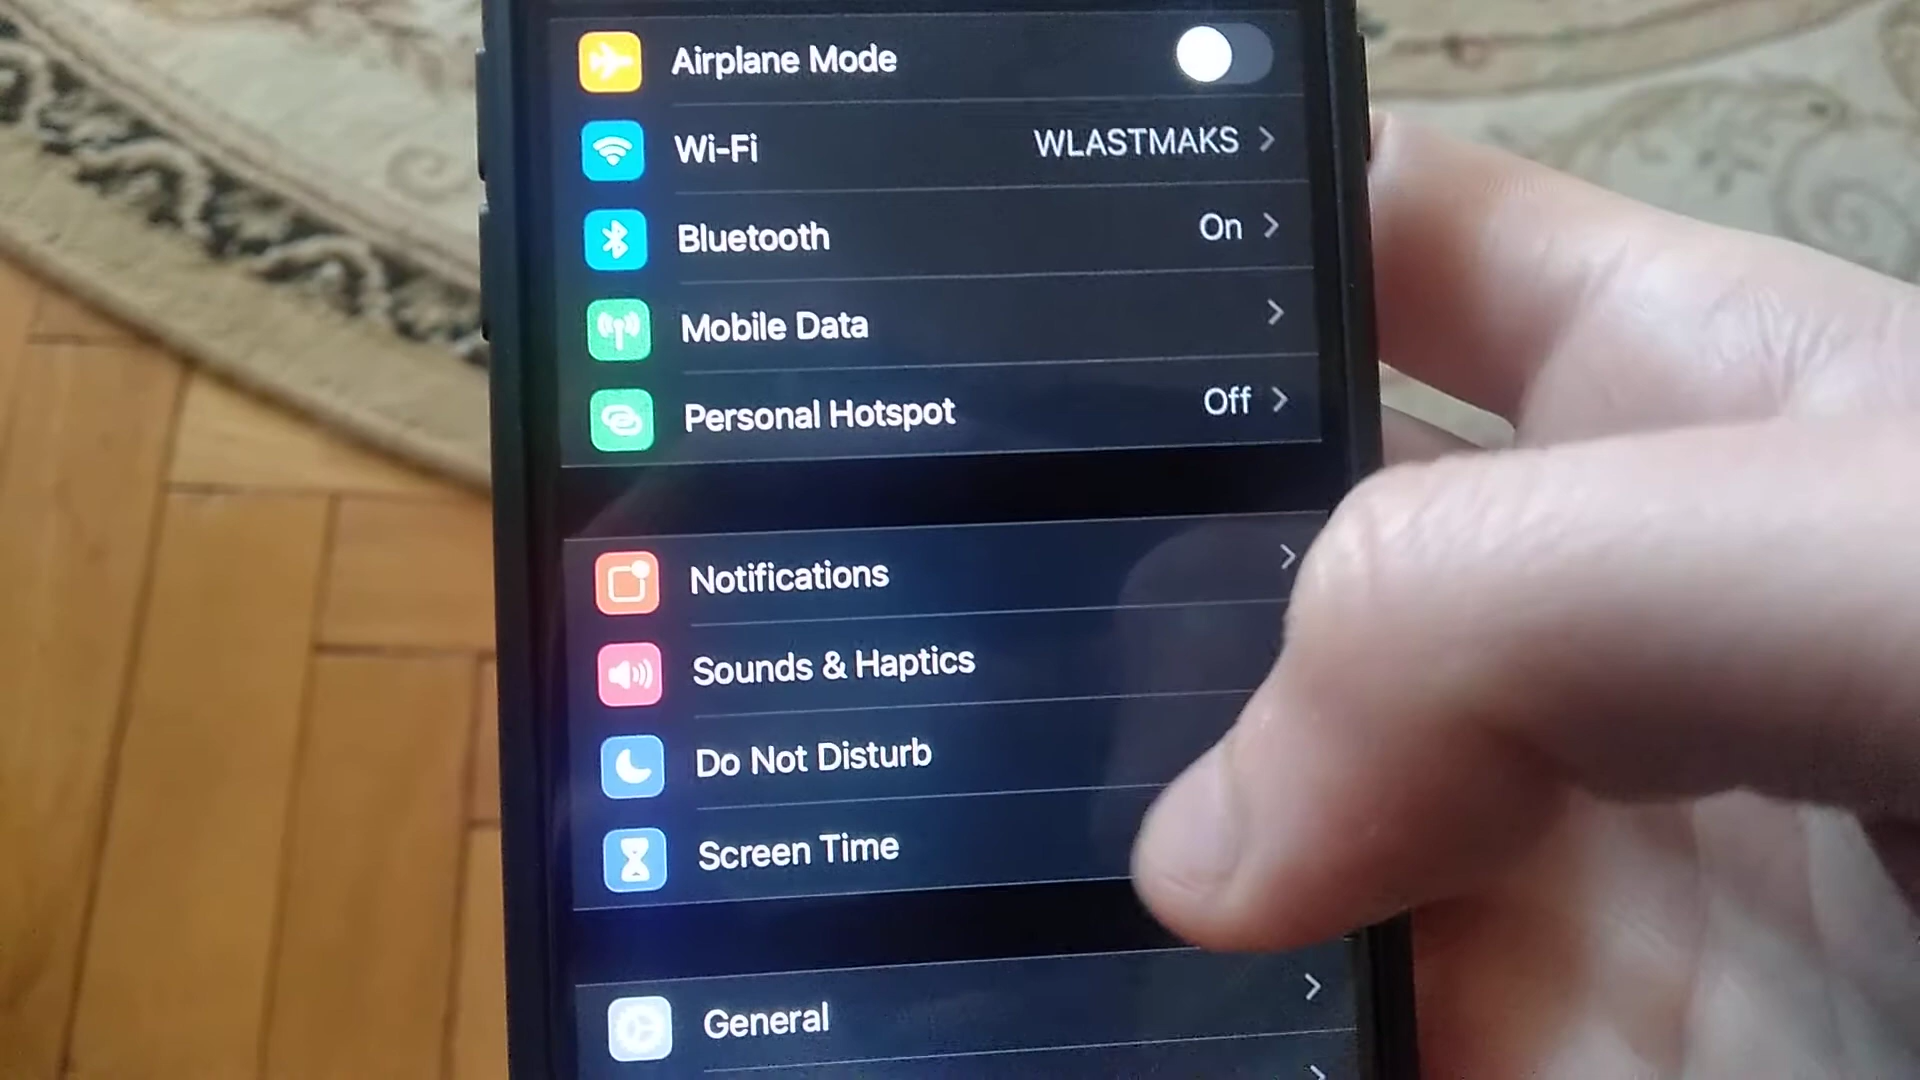 Airplane Mode
Wi-Fi WLASTMAKS
Bluetooth On
Mobile Data
Personal Hotspot Off
Notifications
Sounds & Haptics
Do Not Disturb
Screen Time
General